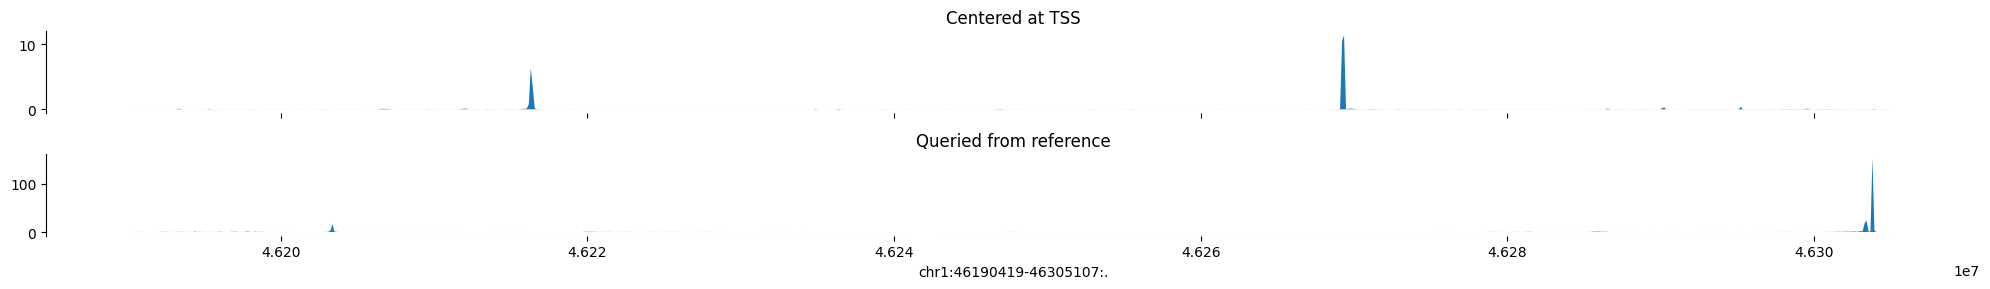 Centered at TSS
10
0
Queried from reference
100
0
4.620 4.622 4.624 4.626 4.628 4.630
1e7
chr1:46190419-46305107:.